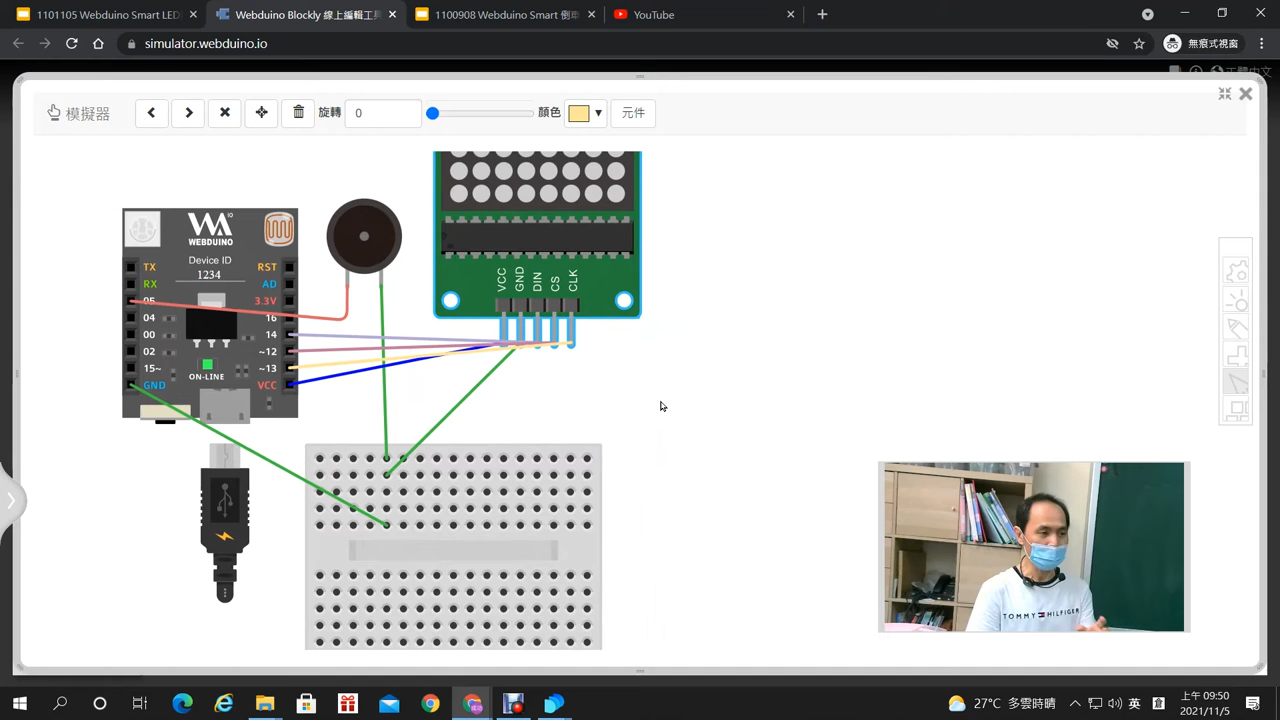 1101105 Webduino Smart LED
Webduino Blockly 線上編輯工具
1100908 Webduino Smart 倒車
YouTube
simulator.webduino.io
無痕式視窗
模擬器
旋轉
0
顏色
元件
WEBDUINO
IO
Device ID
1234
TX
RST
RX
AD
05
3.3V
04
16
00
14
02
~12
15~
~13
GND
VCC
ON-LINE
VCC
GND
DIN
CS
CLK
TOMMY HILFIGER
27°C 多雲時晴
英
上午 09:50
2021/11/5